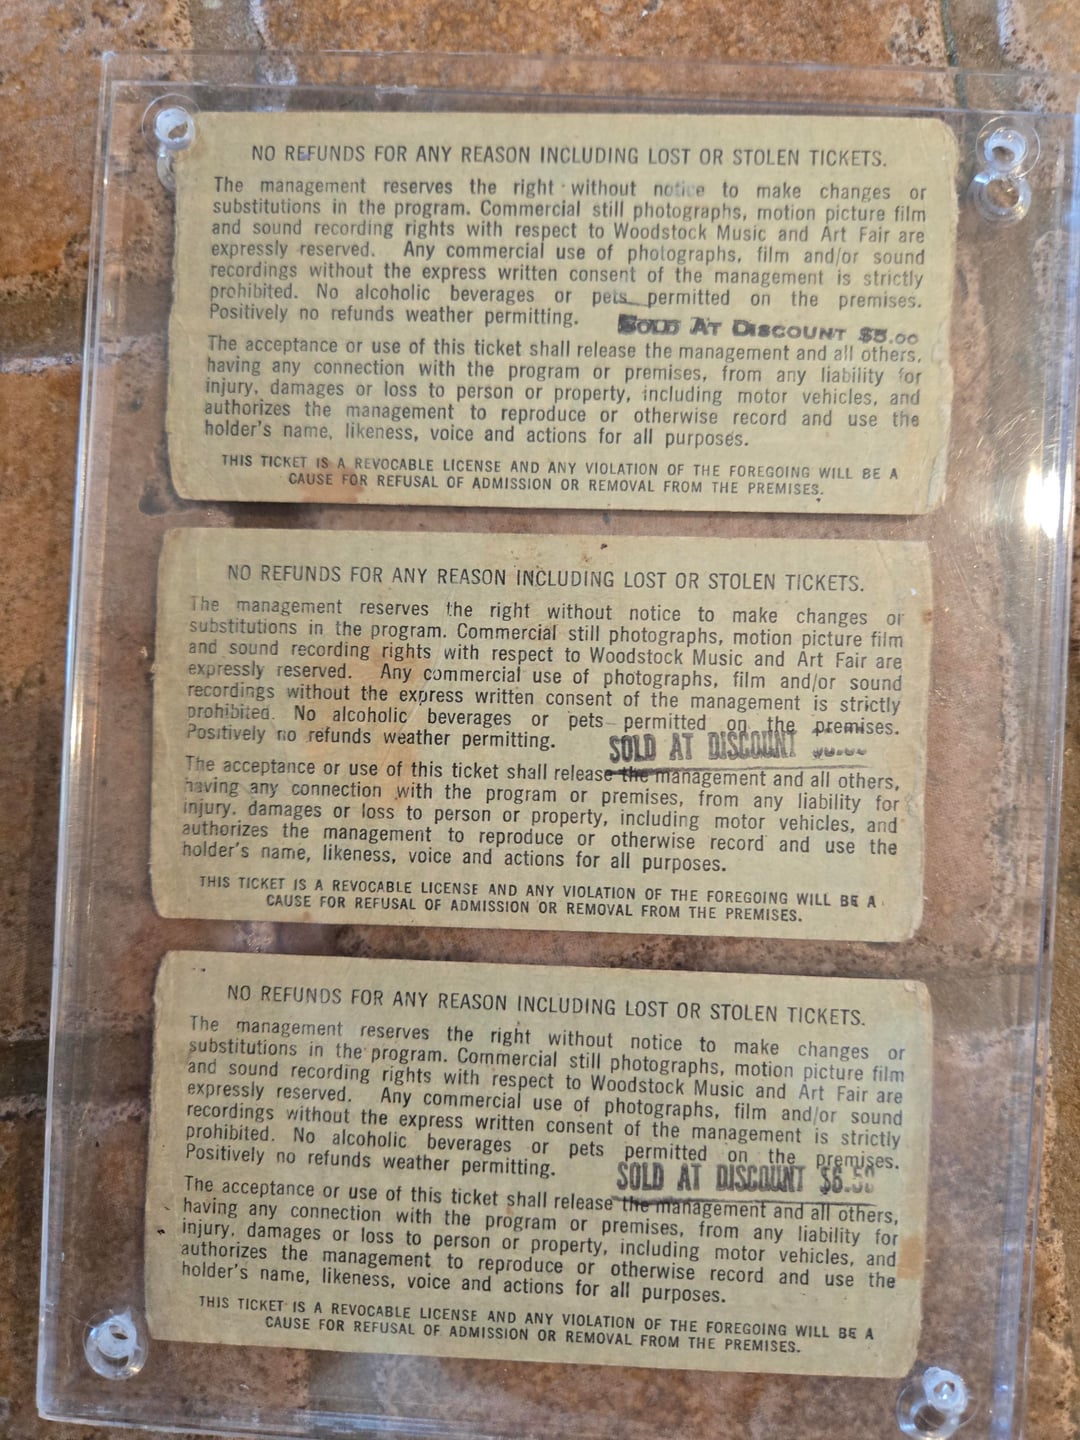 NO REFUNDS FOR ANY REASON INCLUDING LOST OR STOLEN TICKETS.
The management reserves the right without notice to make changes or
substitutions in the program. Commercial still photographs, motion picture film
and sound recording rights with respect to Woodstock Music and Art Fair are
expressly reserved. Any commercial use of photographs, film and/or sound
recordings without the express written consent of the management is strictly
prohibited. No alcoholic beverages or pets permitted on the premises.
Positively no refunds weather permitting.
SOLD AT DISCOUNT $5.00
The acceptance or use of this ticket shall release the management and all others,
having any connection with the program or premises, from any liability for
injury, damages or loss to person or property, including motor vehicles, and
authorizes the management to reproduce or otherwise record and use the
holder's name, likeness, voice and actions for all purposes.
THIS TICKET IS A REVOCABLE LICENSE AND ANY VIOLATION OF THE FOREGOING WILL BE A
CAUSE FOR REFUSAL OF ADMISSION OR REMOVAL FROM THE PREMISES.
NO REFUNDS FOR ANY REASON INCLUDING LOST OR STOLEN TICKETS.
The management reserves the right without notice to make changes or
substitutions in the program. Commercial still photographs, motion picture film
and sound recording rights with respect to Woodstock Music and Art Fair are
expressly reserved. Any commercial use of photographs, film and/or sound
recordings without the express written consent of the management is strictly
prohibited. No alcoholic beverages or pets permitted on the premises.
Positively no refunds weather permitting.
SOLD AT DISCOUNT
The acceptance or use of this ticket shall release the management and all others,
having any connection with the program or premises, from any liability for
injury, damages or loss to person or property, including motor vehicles, and
authorizes the management to reproduce or otherwise record and use the
holder's name, likeness, voice and actions for all purposes.
THIS TICKET IS A REVOCABLE LICENSE AND ANY VIOLATION OF THE FOREGOING WILL BE A
CAUSE FOR REFUSAL OF ADMISSION OR REMOVAL FROM THE PREMISES.
NO REFUNDS FOR ANY REASON INCLUDING LOST OR STOLEN TICKETS.
The management reserves the right without notice to make changes or
substitutions in the program. Commercial still photographs, motion picture film
and sound recording rights with respect to Woodstock Music and Art Fair are
expressly reserved. Any commercial use of photographs, film and/or sound
recordings without the express written consent of the management is strictly
prohibited. No alcoholic beverages or pets permitted on the premises.
Positively no refunds weather permitting.
SOLD AT DISCOUNT $6.50
The acceptance or use of this ticket shall release the management and all others,
having any connection with the program or premises, from any liability for
injury, damages or loss to person or property, including motor vehicles, and
authorizes the management to reproduce or otherwise record and use the
holder's name, likeness, voice and actions for all purposes.
THIS TICKET IS A REVOCABLE LICENSE AND ANY VIOLATION OF THE FOREGOING WILL BE A
CAUSE FOR REFUSAL OF ADMISSION OR REMOVAL FROM THE PREMISES.